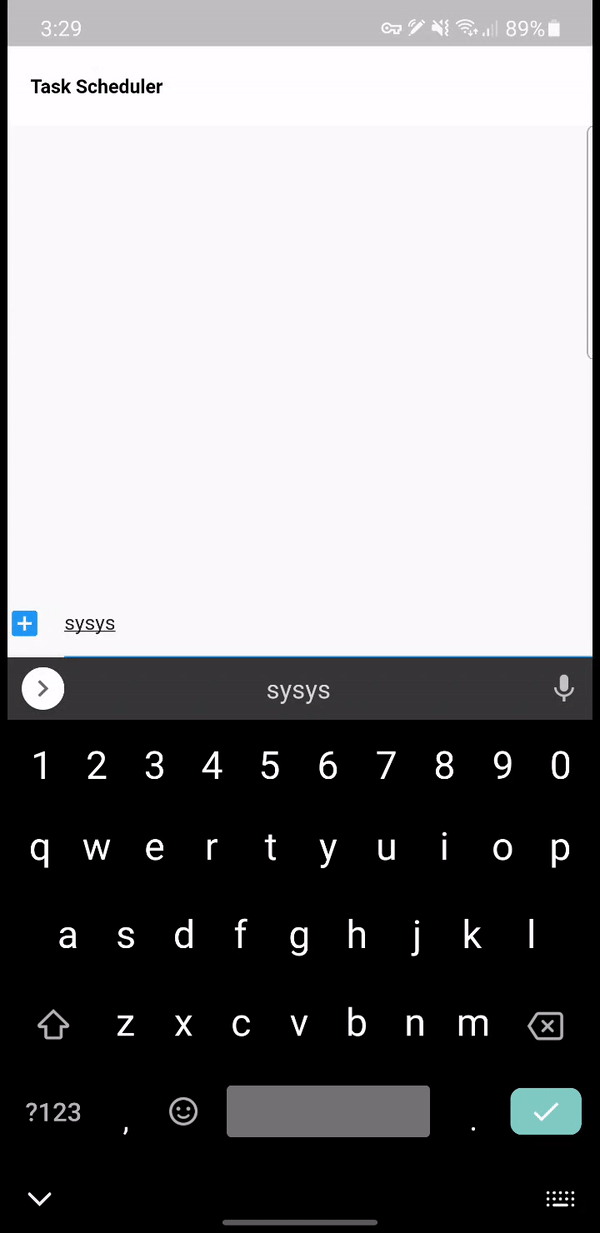 3:29
89%
Task Scheduler
sysys
sysys
1 2 3 4 5 6 7 8 9 0
q w e r t y u i o p
a s d f g h j k l
z x c v b n m
?123 , .